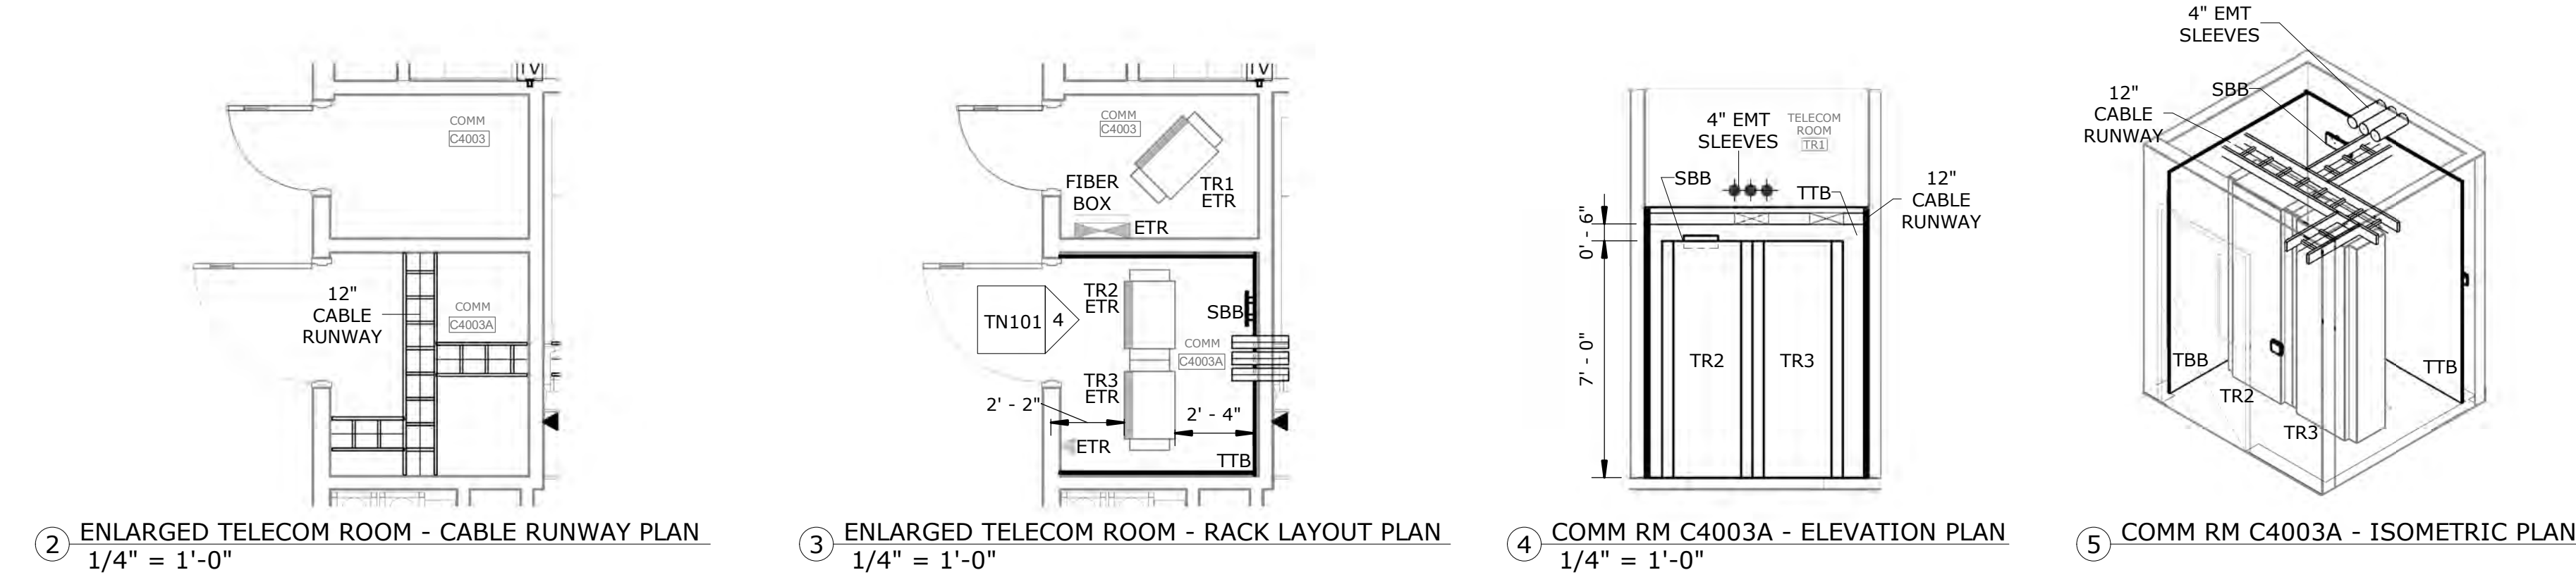 TV
COMM
C4003
12"
CABLE
RUNWAY
COMM
C4003A
2 ENLARGED TELECOM ROOM - CABLE RUNWAY PLAN
1/4" = 1'-0"
TV
COMM
C4003
FIBER
BOX
TR1
ETR
ETR
TN101 4
TR2
ETR
SBB
COMM
C4003A
TR3
ETR
2' - 2"
2' - 4"
ETR
TTB
3 ENLARGED TELECOM ROOM - RACK LAYOUT PLAN
1/4" = 1'-0"
4" EMT
SLEEVES
TELECOM
ROOM
TR1
SBB
TTB
12"
CABLE
RUNWAY
0' - 6"
7' - 0"
TR2
TR3
4 COMM RM C4003A - ELEVATION PLAN
1/4" = 1'-0"
4" EMT
SLEEVES
SBB
12"
CABLE
RUNWAY
TBB
TTB
TR2
TR3
5 COMM RM C4003A - ISOMETRIC PLAN